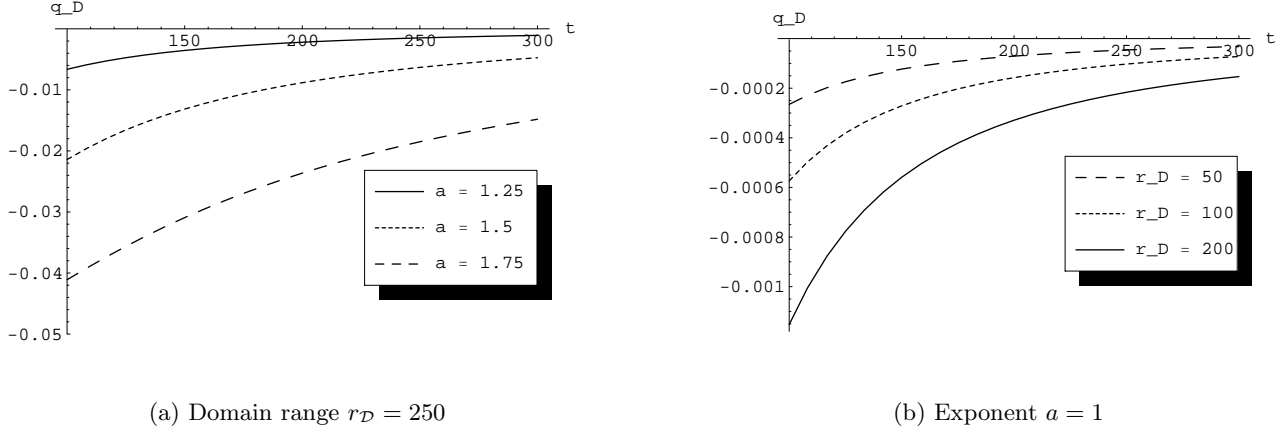 q_D
t
150
200
250
300
-0.01
-0.02
-0.03
-0.04
-0.05
a = 1.25
a = 1.5
a = 1.75
(a) Domain range r_𝒟 = 250
q_D
t
150
200
250
300
-0.0002
-0.0004
-0.0006
-0.0008
-0.001
r_D = 50
r_D = 100
r_D = 200
(b) Exponent a = 1